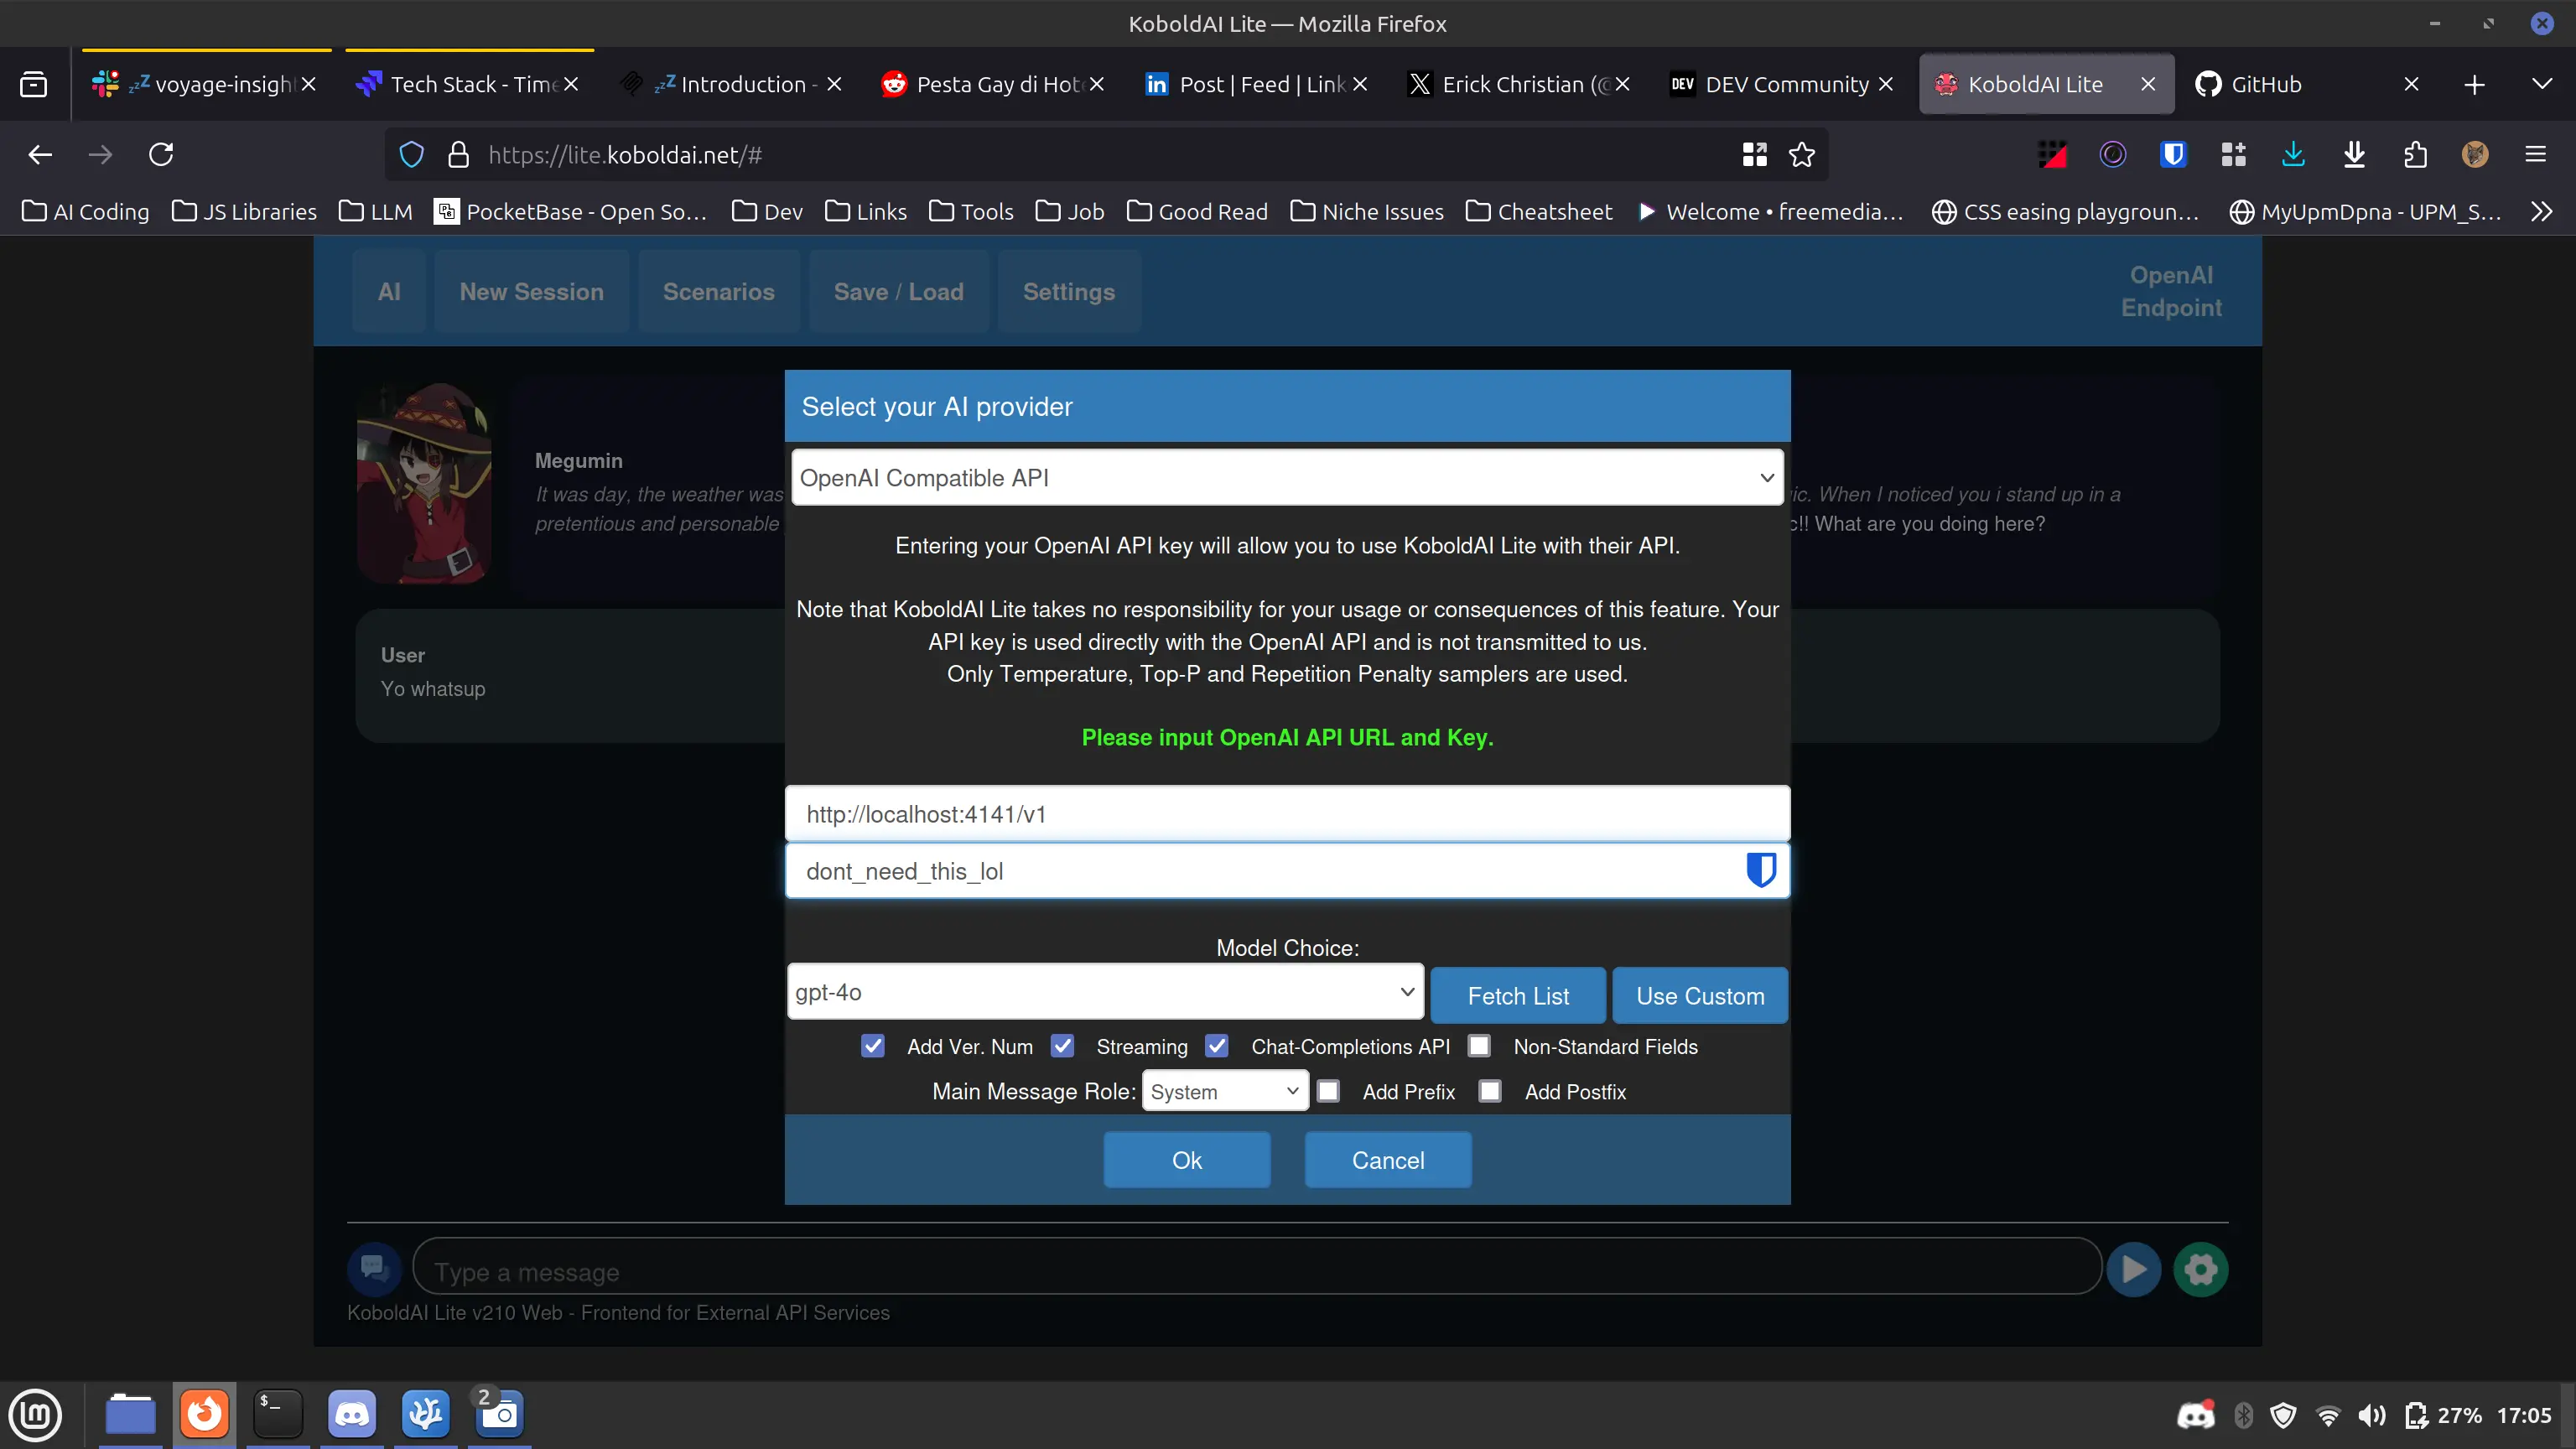 KoboldAI Lite — Mozilla Firefox
voyage-insigh
Tech Stack - Time
Introduction -
Pesta Gay di Hot
Post | Feed | Link
Erick Christian (@
DEV
DEV Community
KoboldAI Lite
GitHub
https://lite.koboldai.net/#
AI Coding
JS Libraries
LLM
PocketBase - Open So...
Dev
Links
Tools
Job
Good Read
Niche Issues
Cheatsheet
Welcome • freemedia...
CSS easing playgroun...
MyUpmDpna - UPM_S...
AI
New Session
Scenarios
Save / Load
Settings
OpenAI
Endpoint
Megumin
It was day, the weather was
ic. When I noticed you i stand up in a
pretentious and personable
c!! What are you doing here?
User
Yo whatsup
Select your AI provider
OpenAI Compatible API
Entering your OpenAI API key will allow you to use KoboldAI Lite with their API.
Note that KoboldAI Lite takes no responsibility for your usage or consequences of this feature. Your
API key is used directly with the OpenAI API and is not transmitted to us.
Only Temperature, Top-P and Repetition Penalty samplers are used.
Please input OpenAI API URL and Key.
http://localhost:4141/v1
dont_need_this_lol
Model Choice:
gpt-4o
Fetch List
Use Custom
Add Ver. Num
Streaming
Chat-Completions API
Non-Standard Fields
Main Message Role:
System
Add Prefix
Add Postfix
Ok
Cancel
Type a message
KoboldAI Lite v210 Web - Frontend for External API Services
$_
2
27%
17:05